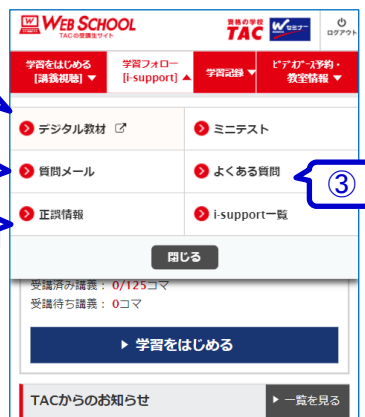 WEB SCHOOL
TACの受講生サイト
資格の学校
TAC Wセミナー
ログアウト
学習をはじめる
[講義視聴] ▼
学習フォロー
[i-support] ▲
学習記録 ▼
ビデオブース予約・
教室情報 ▼
デジタル教材
ミニテスト
質問メール
よくある質問
③
正誤情報
i-support一覧
閉じる
受講済み講義： 0/125コマ
受講待ち講義： 0コマ
学習をはじめる
TACからのお知らせ
一覧を見る